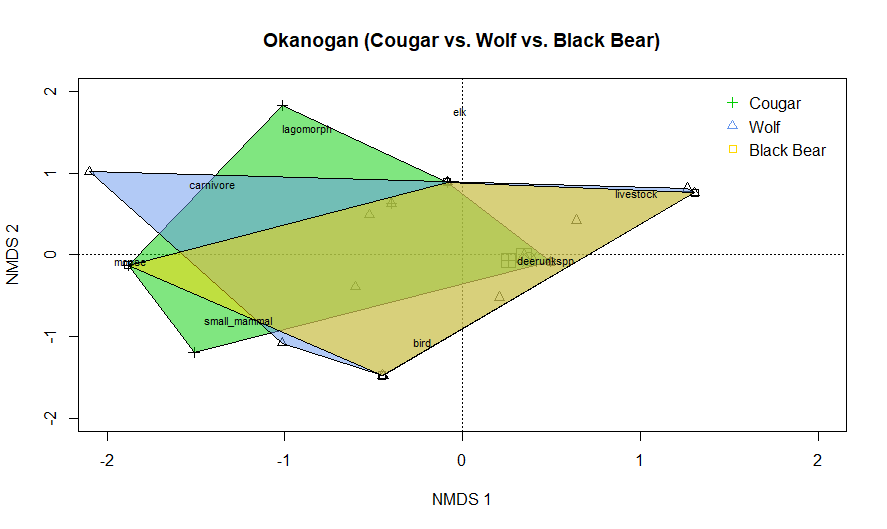 Okanogan (Cougar vs. Wolf vs. Black Bear)
2
1
0
-1
-2
NMDS 2
elk
lagomorph
carnivore
livestock
deerunkspp
small_mammal
bird
Cougar
Wolf
Black Bear
-2
-1
0
1
2
NMDS 1